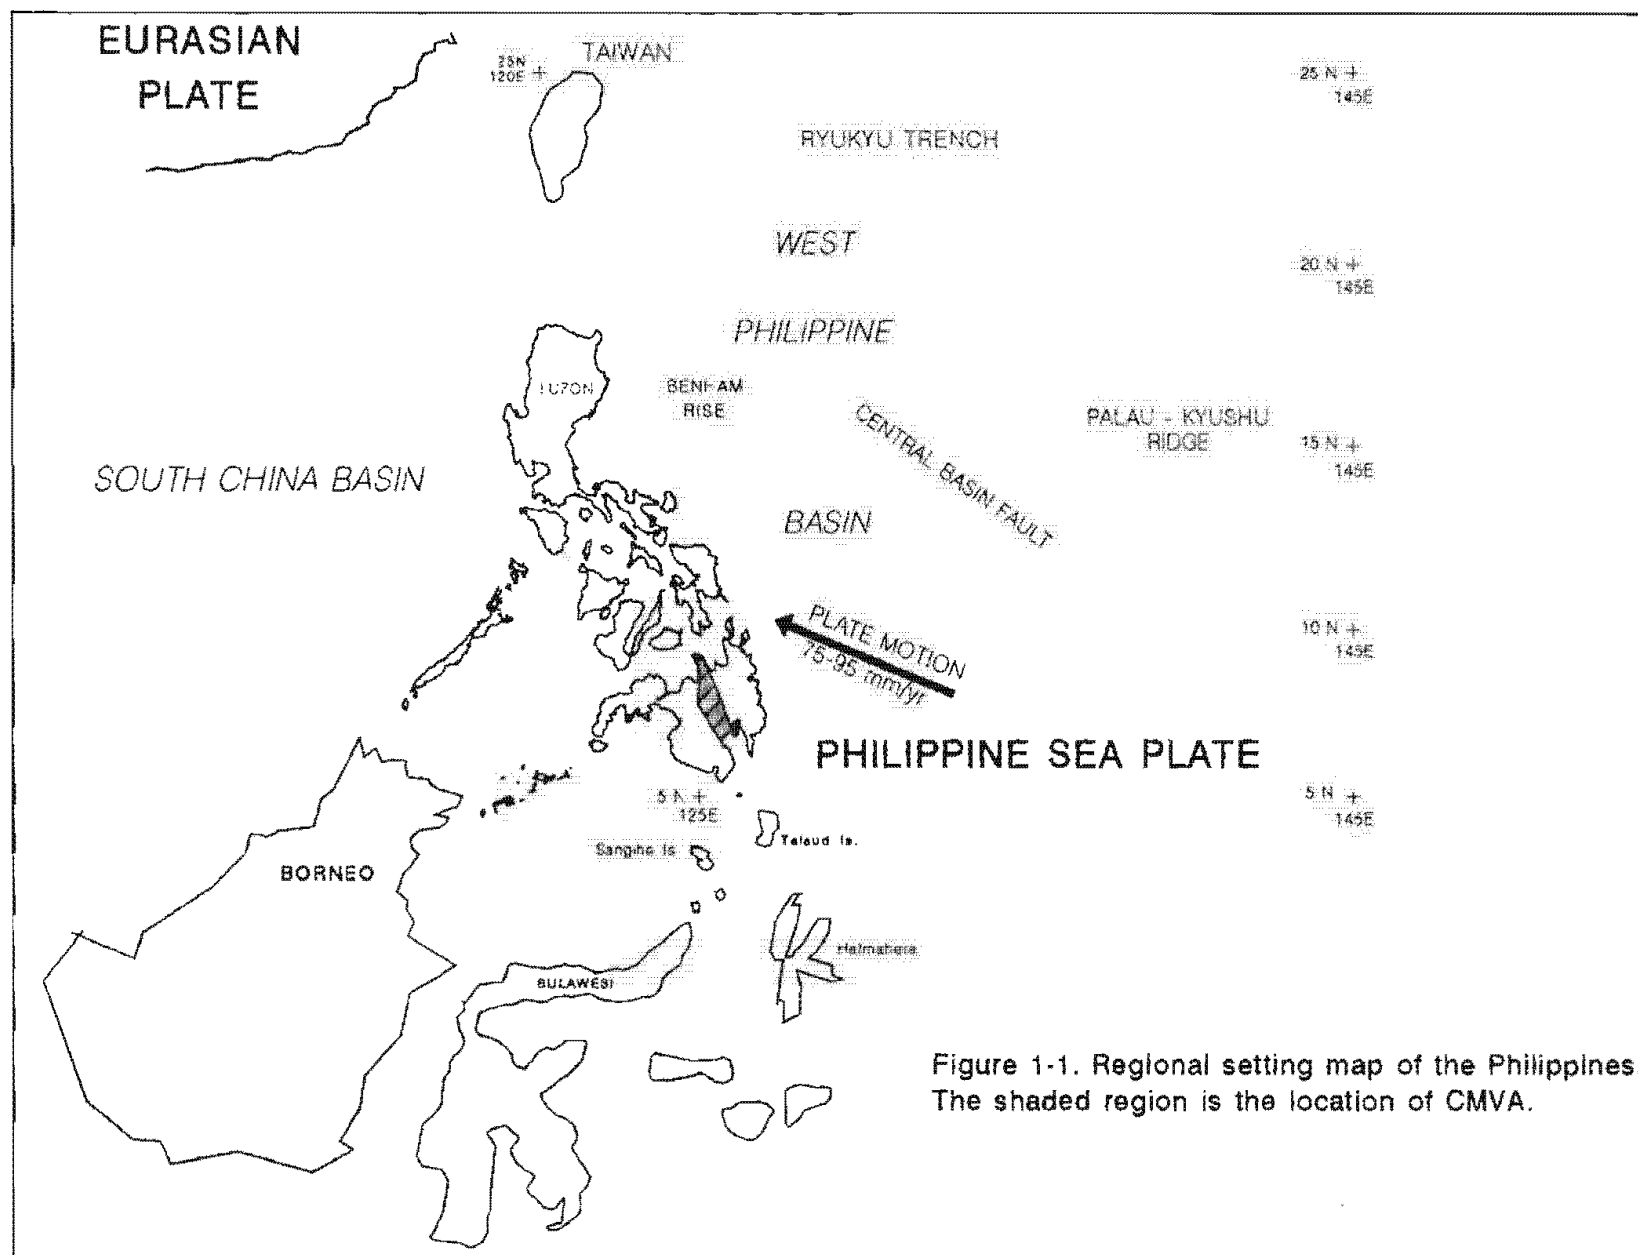 EURASIAN
PLATE
25N
120E
TAIWAN
25 N
145E
RYUKYU TRENCH
WEST
20 N
145E
PHILIPPINE
LUZON
BENHAM
RISE
CENTRAL BASIN FAULT
PALAU - KYUSHU
RIDGE
15 N
145E
SOUTH CHINA BASIN
BASIN
PLATE MOTION
75-95 mm/yr
10 N
145E
PHILIPPINE SEA PLATE
5 N
125E
5 N
145E
Talaud Is.
Sangihe Is
BORNEO
Halmahera
SULAWESI
Figure 1-1. Regional setting map of the Philippines
The shaded region is the location of CMVA.